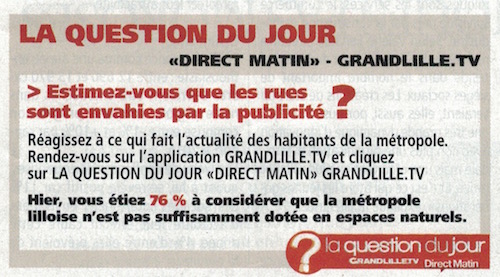 LA QUESTION DU JOUR
«DIRECT MATIN» - GRANDLILLE.TV
> Estimez-vous que les rues
sont envahies par la publicité ?
Réagissez à ce qui fait l'actualité des habitants de la métropole.
Rendez-vous sur l'application GRANDLILLE.TV et cliquez
sur LA QUESTION DU JOUR «DIRECT MATIN» GRANDLILLE.TV
Hier, vous étiez 76 % à considérer que la métropole
lilloise n'est pas suffisamment dotée en espaces naturels.
? la question du jour
GRANDLILLE.TV Direct Matin